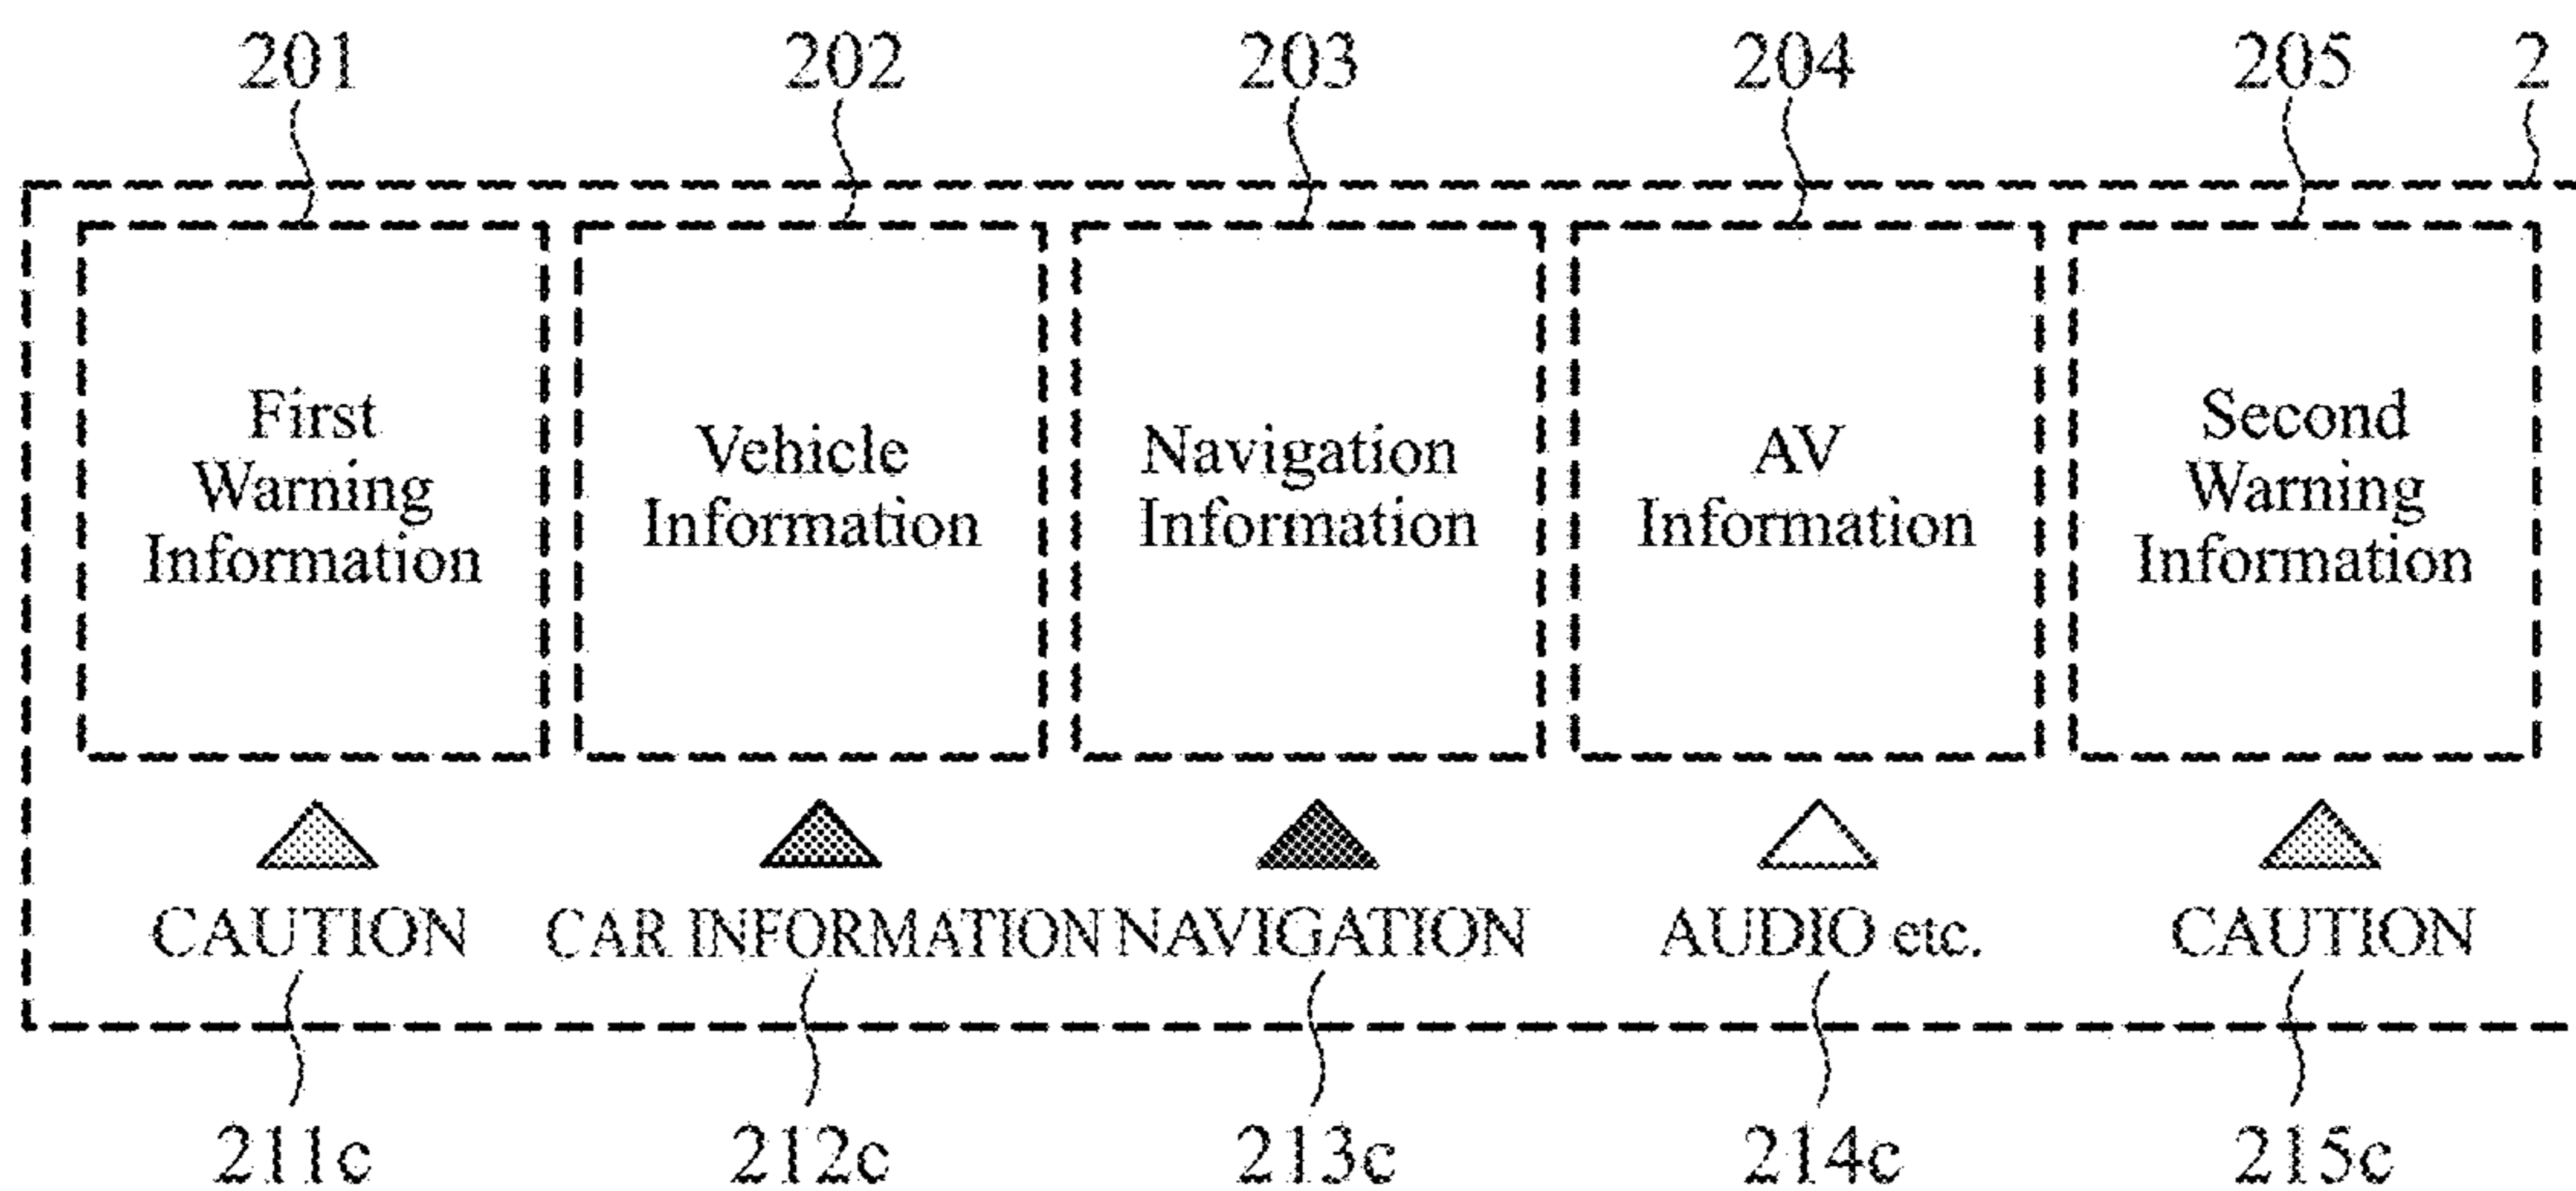 201 202 203 204 205 2
First
Warning
Information
Vehicle
Information
Navigation
Information
AV
Information
Second
Warning
Information
CAUTION CAR INFORMATION NAVIGATION AUDIO etc. CAUTION
211c 212c 213c 214c 215c